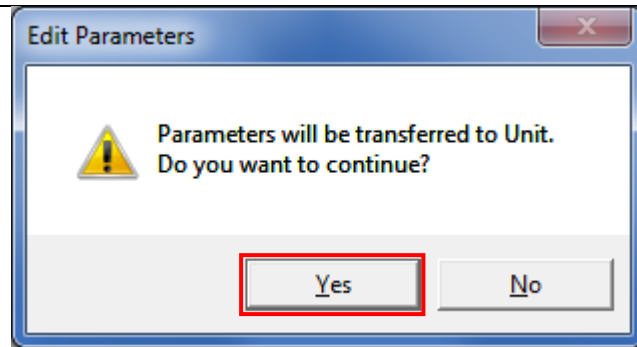 Edit Parameters
Parameters will be transferred to Unit.
Do you want to continue?
Yes
No